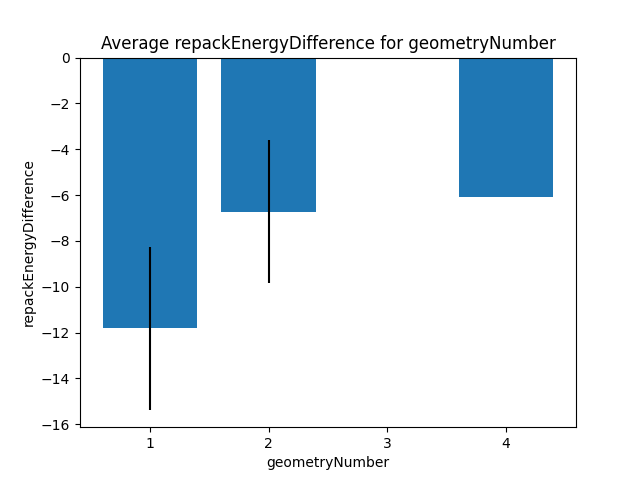 Average repackEnergyDifference for geometryNumber
0
−2
−4
−6
−8
−10
−12
−14
−16
repackEnergyDifference
1 2 3 4
geometryNumber